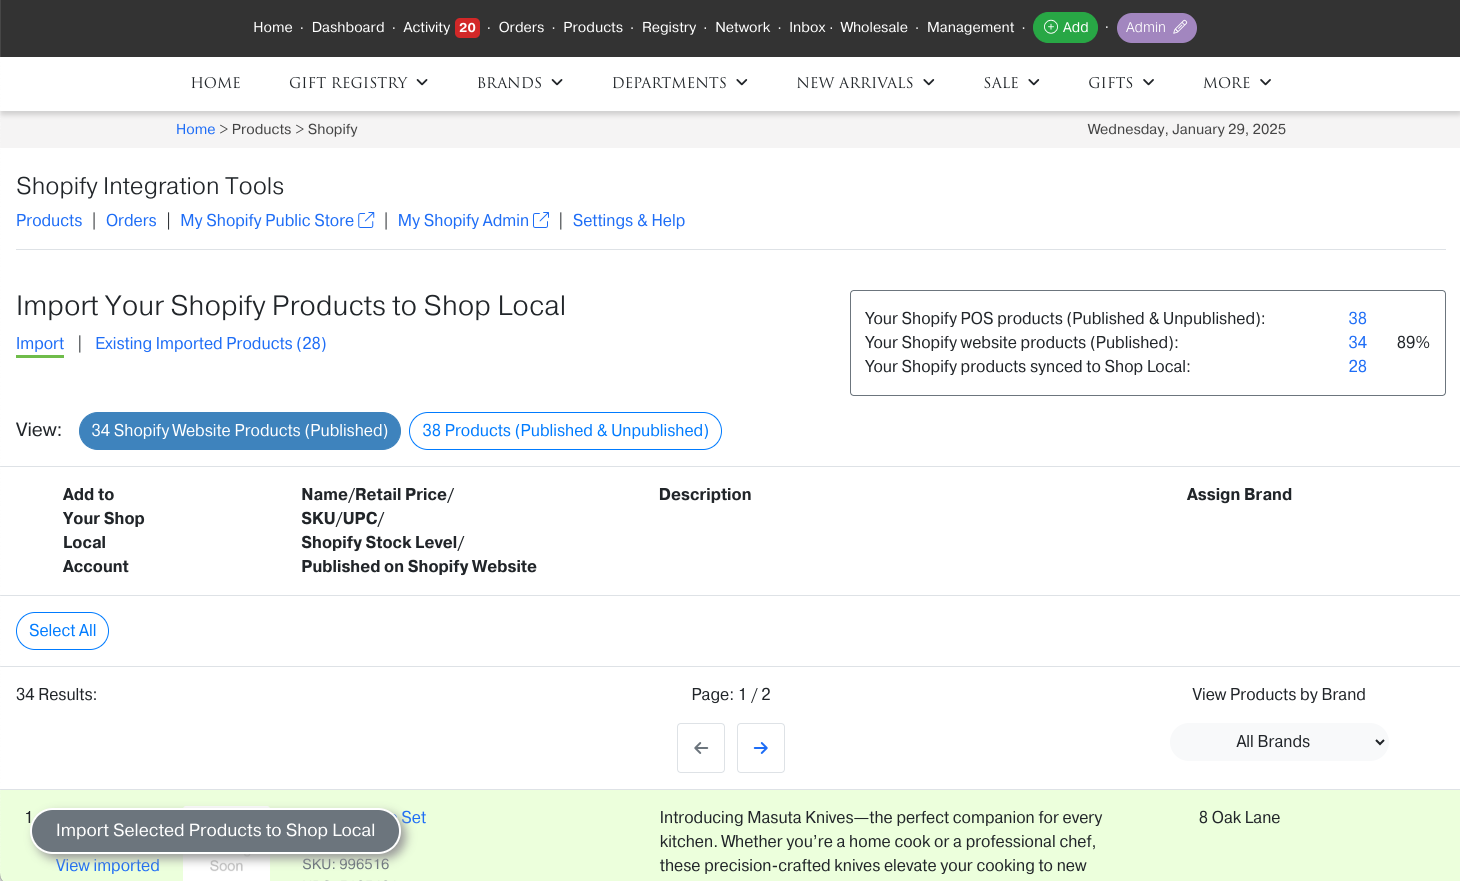 Home · Dashboard · Activity 20 · Orders · Products · Registry · Network · Inbox · Wholesale · Management · Add · Admin
HOME GIFT REGISTRY BRANDS DEPARTMENTS NEW ARRIVALS SALE GIFTS MORE
Home > Products > Shopify Wednesday, January 29, 2025
Shopify Integration Tools
Products | Orders | My Shopify Public Store | My Shopify Admin | Settings & Help
Import Your Shopify Products to Shop Local
Import | Existing Imported Products (28)
Your Shopify POS products (Published & Unpublished): 38
Your Shopify website products (Published): 34 89%
Your Shopify products synced to Shop Local: 28
View: 34 Shopify Website Products (Published) 38 Products (Published & Unpublished)
Add to
Your Shop
Local
Account
Name/Retail Price/
SKU/UPC/
Shopify Stock Level/
Published on Shopify Website
Description
Assign Brand
Select All
34 Results: Page: 1 / 2 View Products by Brand
All Brands
1 Set
Import Selected Products to Shop Local
View imported Soon SKU: 996516
Introducing Masuta Knives—the perfect companion for every
kitchen. Whether you're a home cook or a professional chef,
these precision-crafted knives elevate your cooking to new
8 Oak Lane